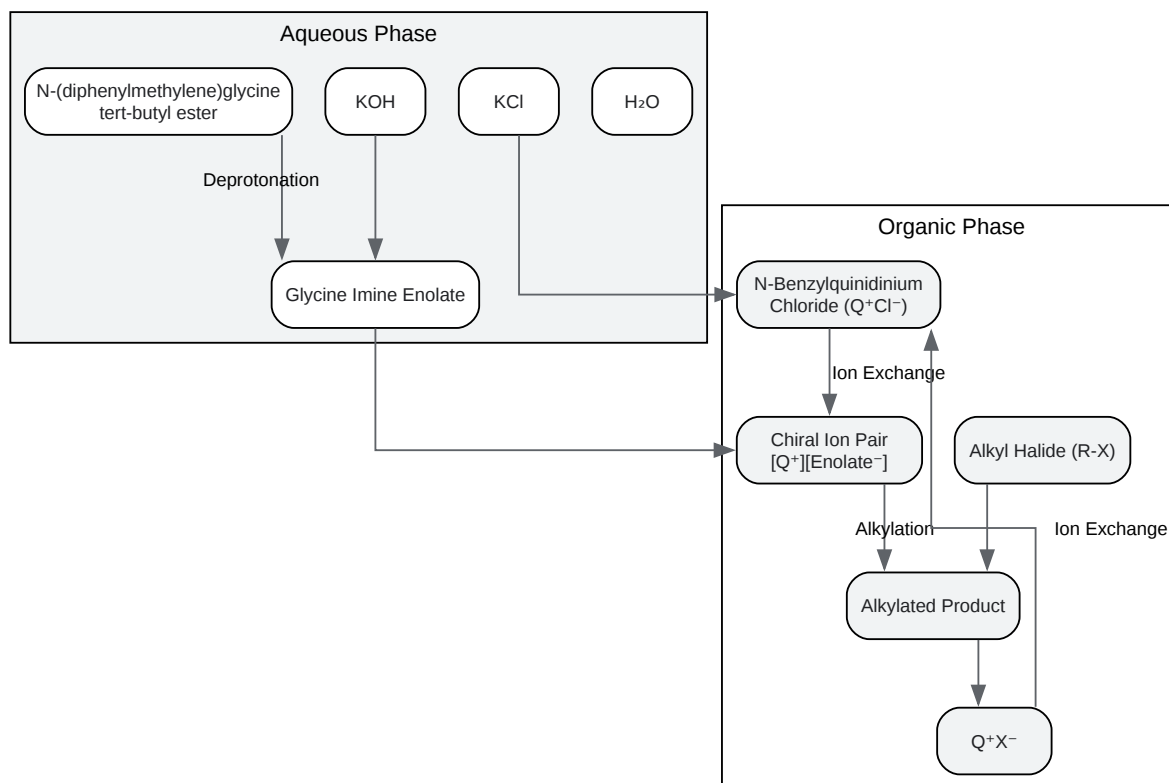 Aqueous Phase
N-(diphenylmethylene)glycine
tert-butyl ester
KOH
KCl
H₂O
Deprotonation
Glycine Imine Enolate
Organic Phase
N-Benzylquinidinium
Chloride (Q⁺Cl⁻)
Ion Exchange
Chiral Ion Pair
[Q⁺][Enolate⁻]
Alkyl Halide (R-X)
Alkylation
Ion Exchange
Alkylated Product
Q⁺X⁻